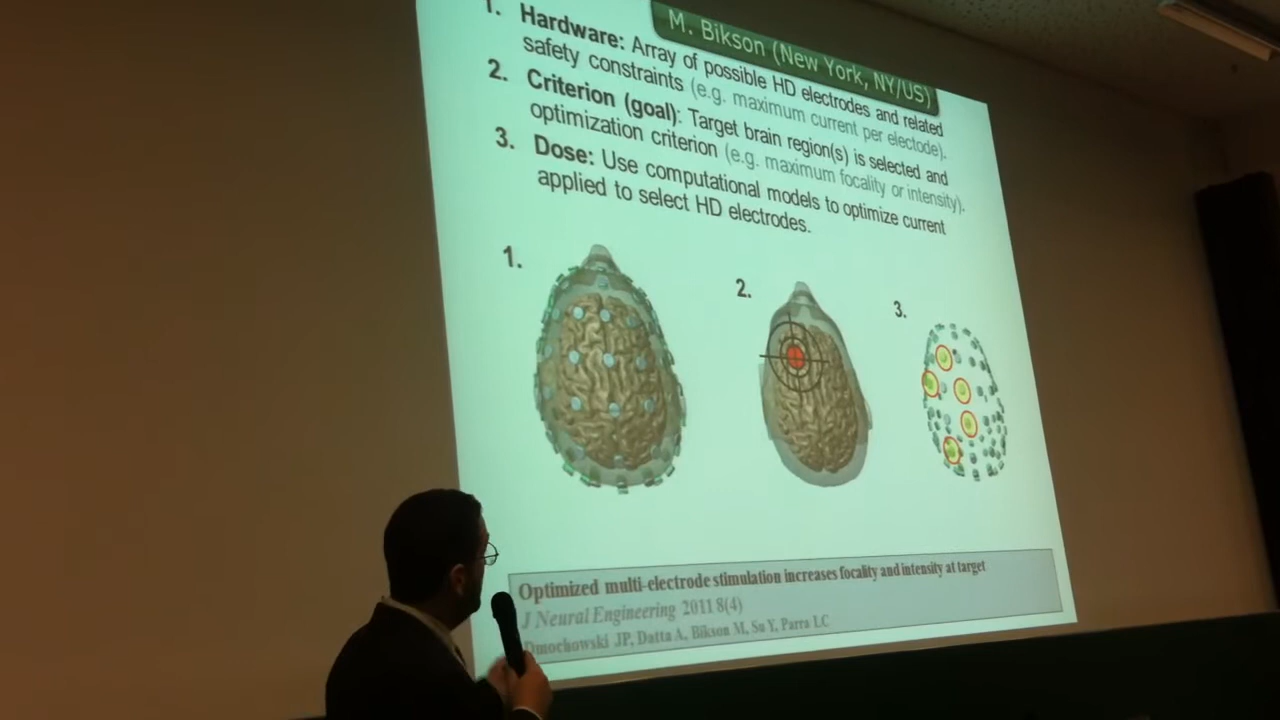 M. Bikson (New York, NY/US)
1. Hardware: Array of possible HD electrodes and related
safety constraints (e.g. maximum current per electode).
2. Criterion (goal): Target brain region(s) is selected and
optimization criterion (e.g. maximum focality or intensity).
3. Dose: Use computational models to optimize current
applied to select HD electrodes.
1.
2.
3.
Optimized multi-electrode stimulation increases focality and intensity at target
J Neural Engineering 2011 8(4)
Dmochowski JP, Datta A, Bikson M, Su Y, Parra LC